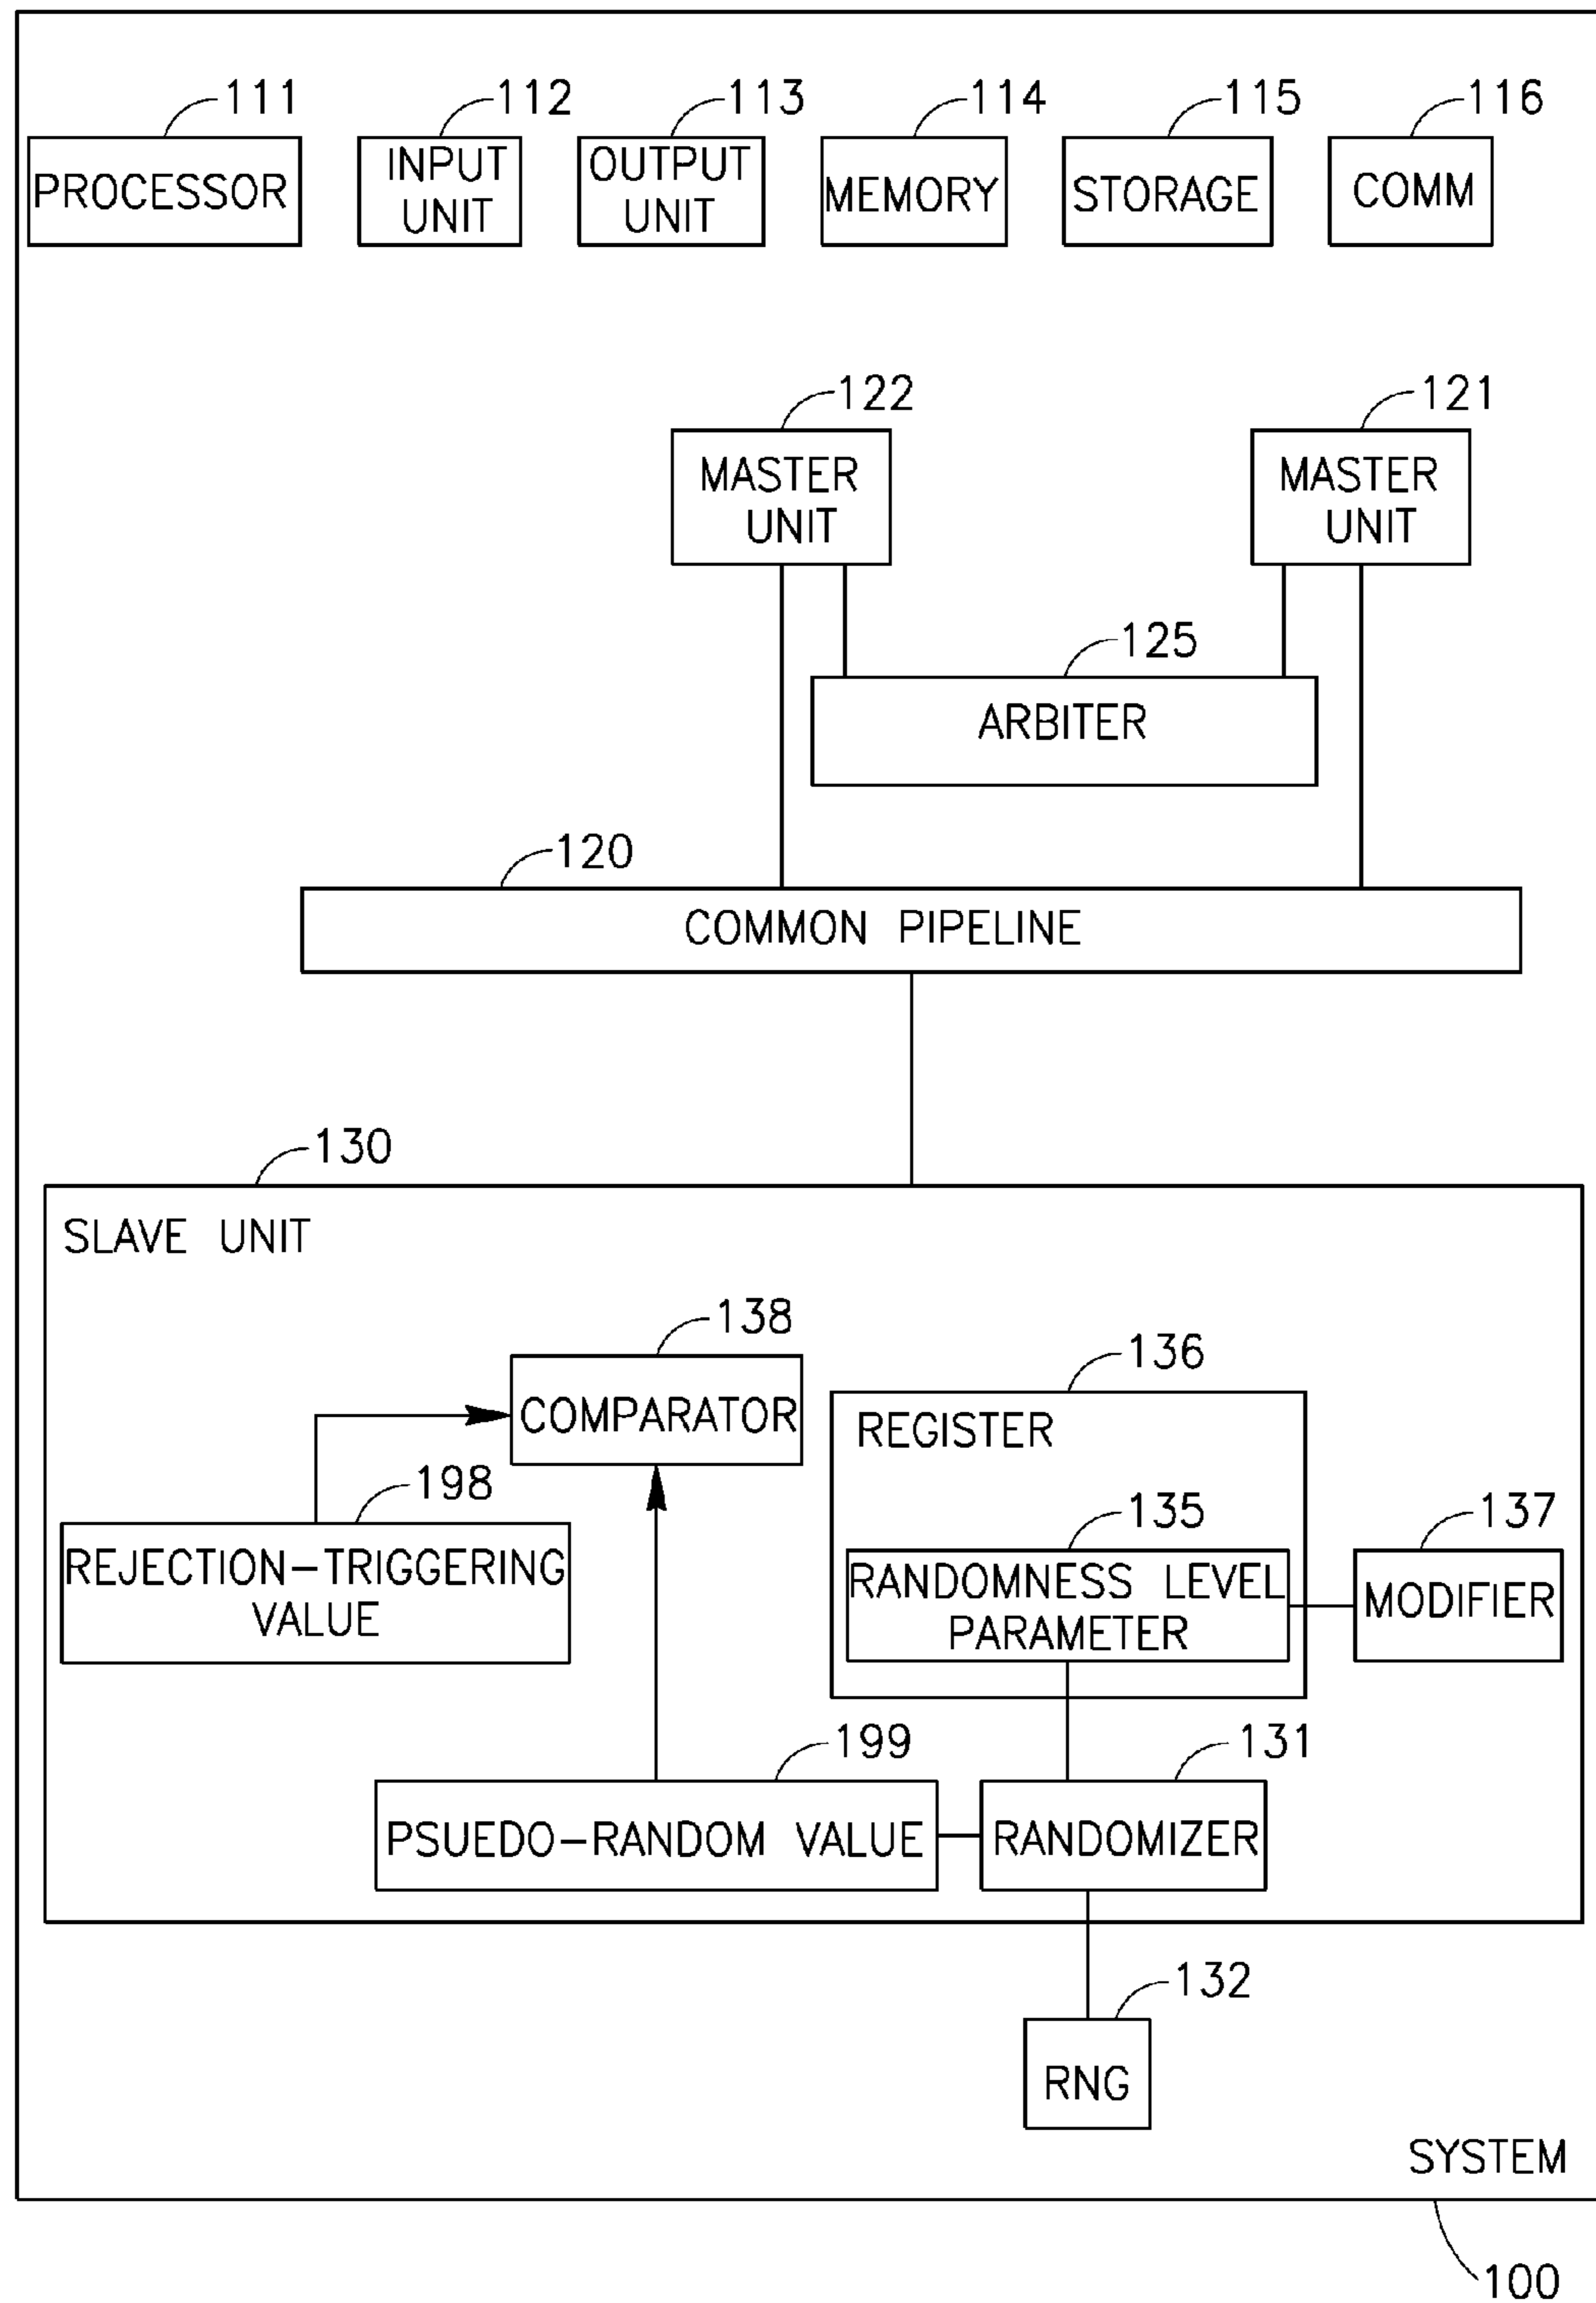 111
112
113
114
115
116
PROCESSOR
INPUT
UNIT
OUTPUT
UNIT
MEMORY
STORAGE
COMM
122
121
MASTER
UNIT
MASTER
UNIT
125
ARBITER
120
COMMON PIPELINE
130
SLAVE UNIT
138
COMPARATOR
136
REGISTER
198
REJECTION-TRIGGERING
VALUE
135
RANDOMNESS LEVEL
PARAMETER
137
MODIFIER
199
PSUEDO-RANDOM VALUE
131
RANDOMIZER
132
RNG
SYSTEM
100